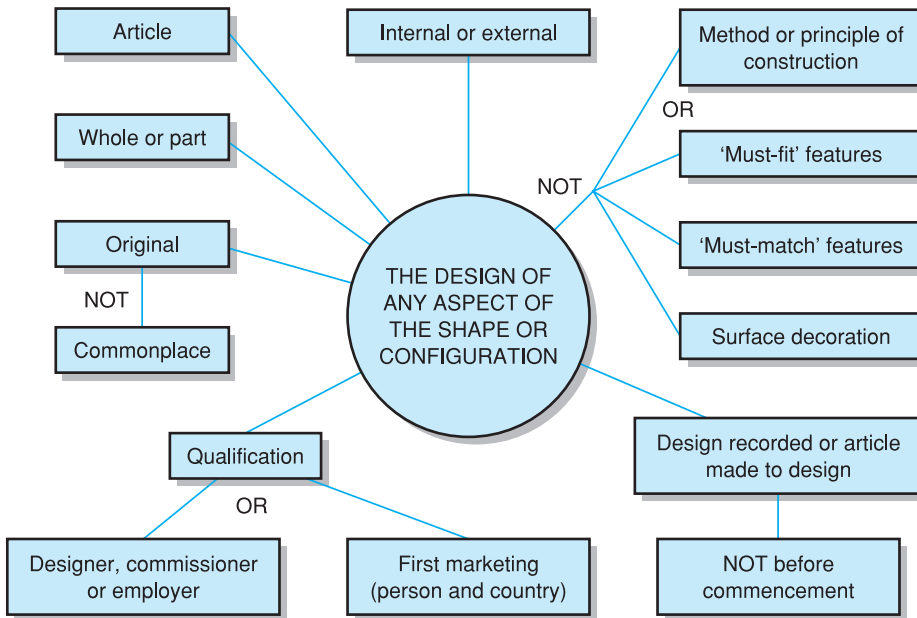 Article
Internal or external
Method or principle of
construction
OR
Whole or part
'Must-fit' features
NOT
Original
'Must-match' features
THE DESIGN OF
ANY ASPECT OF
THE SHAPE OR
CONFIGURATION
NOT
Commonplace
Surface decoration
Qualification
Design recorded or article
made to design
OR
Designer, commissioner
or employer
First marketing
(person and country)
NOT before
commencement